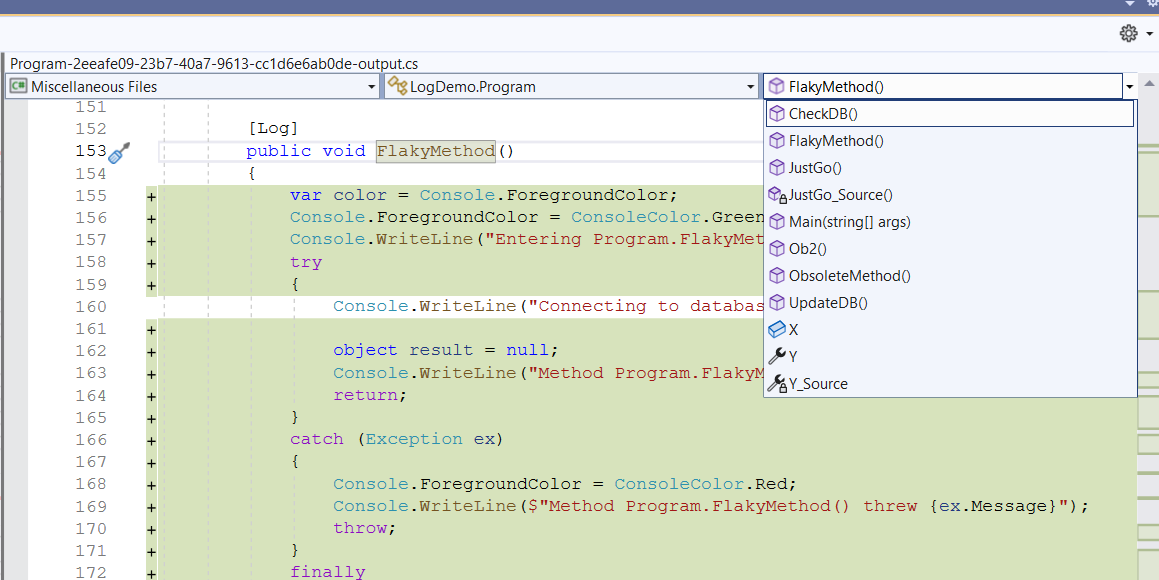 Program-2eeafe09-23b7-40a7-9613-cc1d6e6ab0de-output.cs
C# Miscellaneous Files LogDemo.Program FlakyMethod()
CheckDB()
FlakyMethod()
JustGo()
JustGo_Source()
Main(string[] args)
Ob2()
ObsoleteMethod()
UpdateDB()
X
Y
Y_Source
151
152 [Log]
153 public void FlakyMethod()
154 {
155 + var color = Console.ForegroundColor;
156 + Console.ForegroundColor = ConsoleColor.Green
157 + Console.WriteLine("Entering Program.FlakyMet
158 + try
159 + {
160 Console.WriteLine("Connecting to databas
161 +
162 + object result = null;
163 + Console.WriteLine("Method Program.FlakyM
164 + return;
165 + }
166 + catch (Exception ex)
167 + {
168 + Console.ForegroundColor = ConsoleColor.Red;
169 + Console.WriteLine($"Method Program.FlakyMethod() threw {ex.Message}");
170 + throw;
171 + }
172 + finally